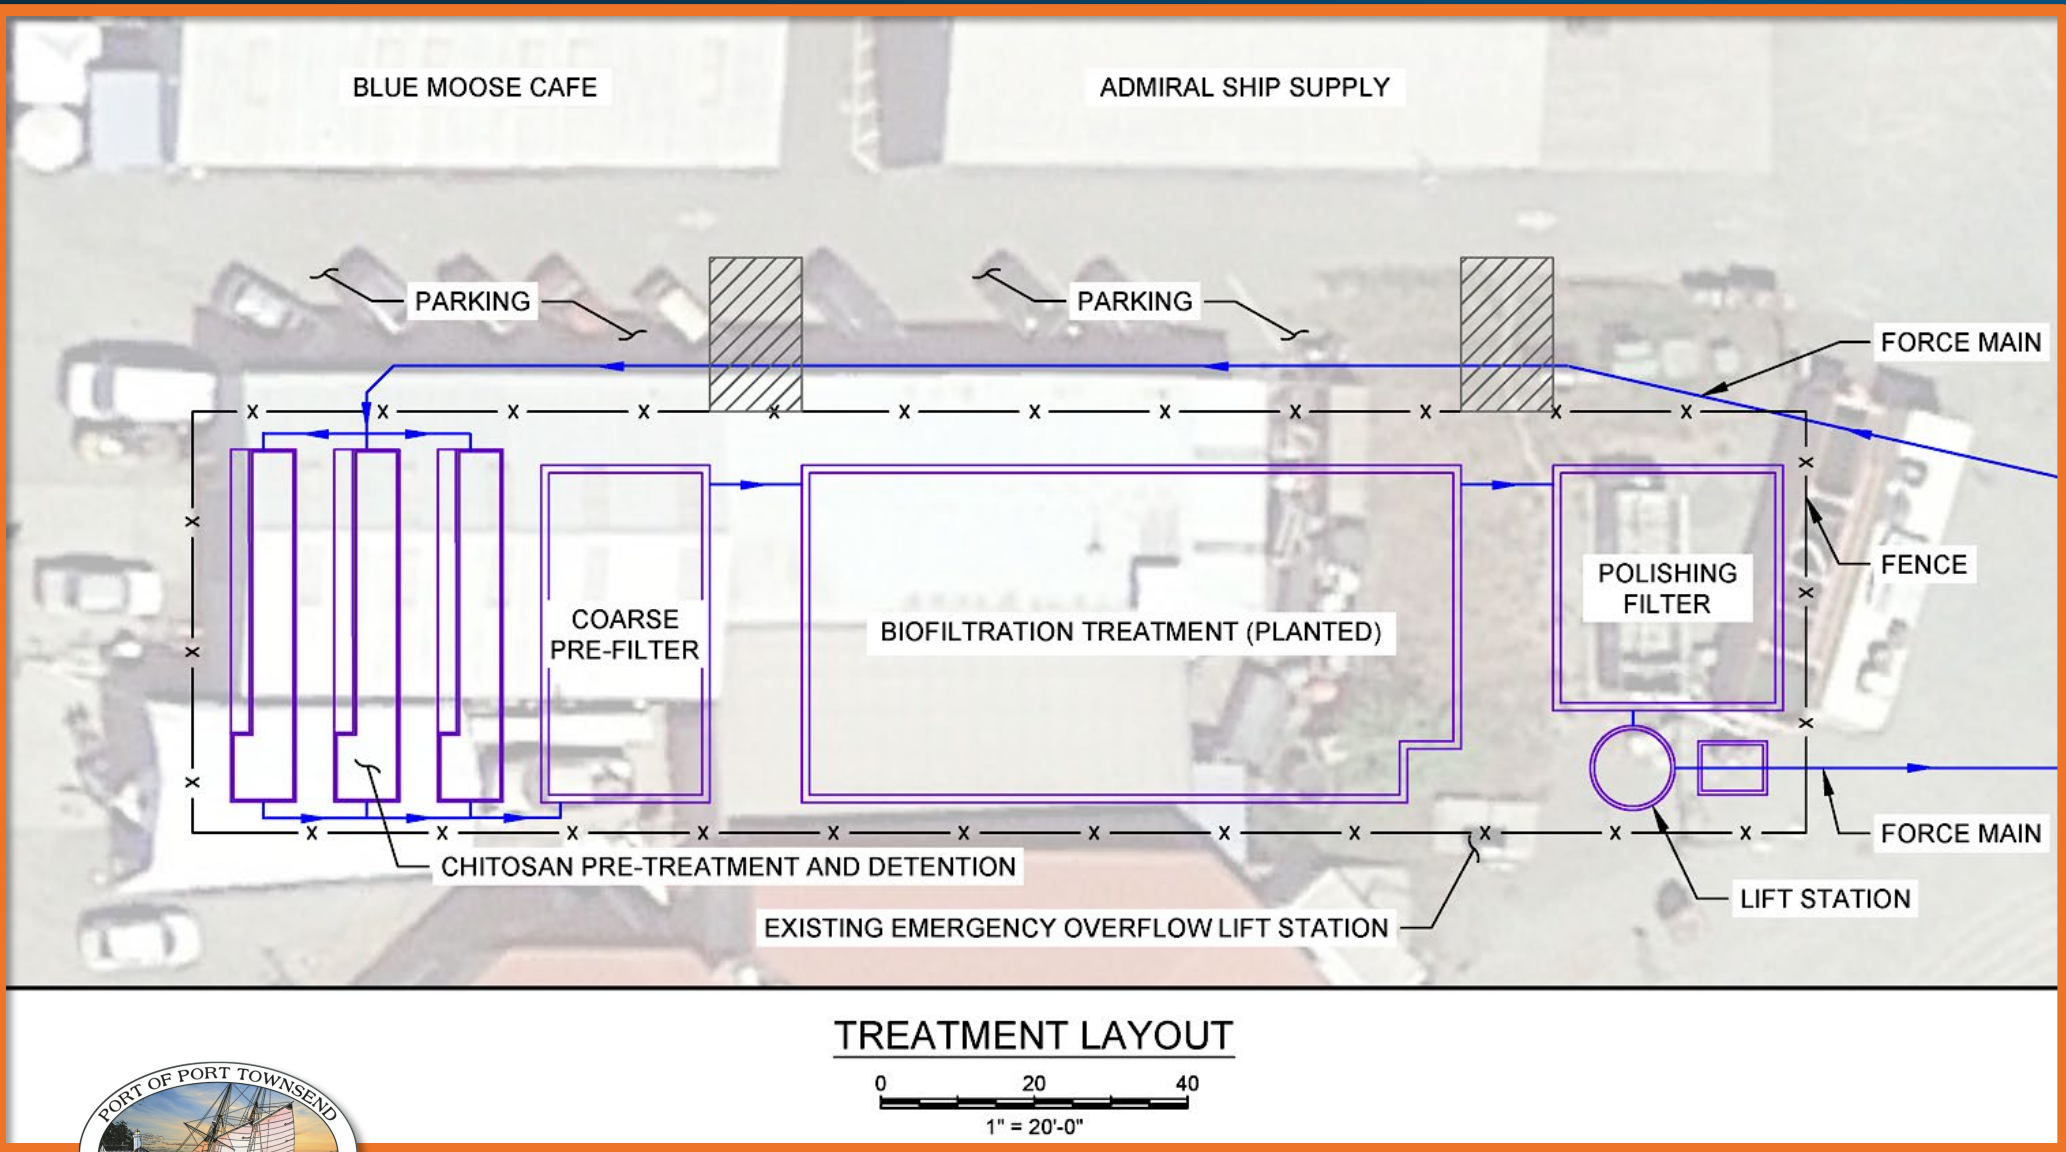 BLUE MOOSE CAFE
ADMIRAL SHIP SUPPLY
PARKING
PARKING
FORCE MAIN
FENCE
COARSE
PRE-FILTER
BIOFILTRATION TREATMENT (PLANTED)
POLISHING
FILTER
FORCE MAIN
CHITOSAN PRE-TREATMENT AND DETENTION
LIFT STATION
EXISTING EMERGENCY OVERFLOW LIFT STATION
TREATMENT LAYOUT
0 20 40
1" = 20'-0"
PORT OF PORT TOWNSEND